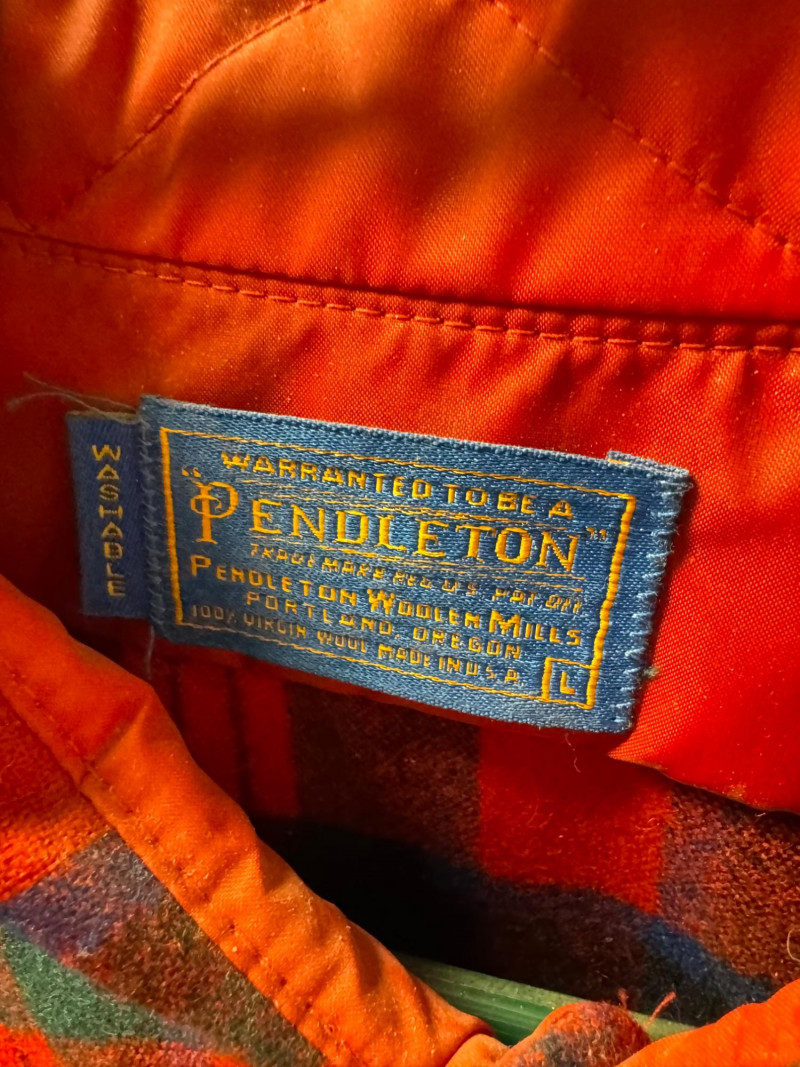 WASHABLE
WARRANTED TO BE A
"PENDLETON"
TRADE MARK REG. U.S. PAT. OFF.
PENDLETON WOOLEN MILLS
PORTLAND, OREGON
100% VIRGIN WOOL MADE IN U.S.A.
L